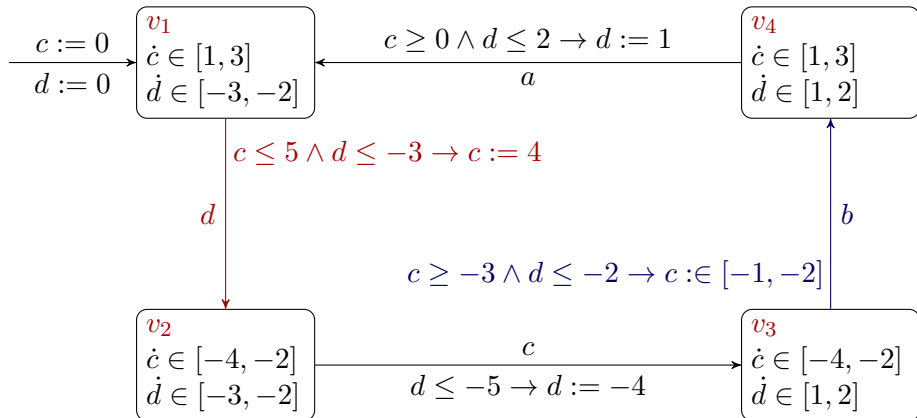 c := 0
d := 0
v₁
ċ ∈ [1, 3]
ḋ ∈ [−3, −2]
c ≥ 0 ∧ d ≤ 2 → d := 1
a
v₄
ċ ∈ [1, 3]
ḋ ∈ [1, 2]
c ≤ 5 ∧ d ≤ −3 → c := 4
d
b
c ≥ −3 ∧ d ≤ −2 → c :∈ [−1, −2]
v₂
ċ ∈ [−4, −2]
ḋ ∈ [−3, −2]
c
d ≤ −5 → d := −4
v₃
ċ ∈ [−4, −2]
ḋ ∈ [1, 2]